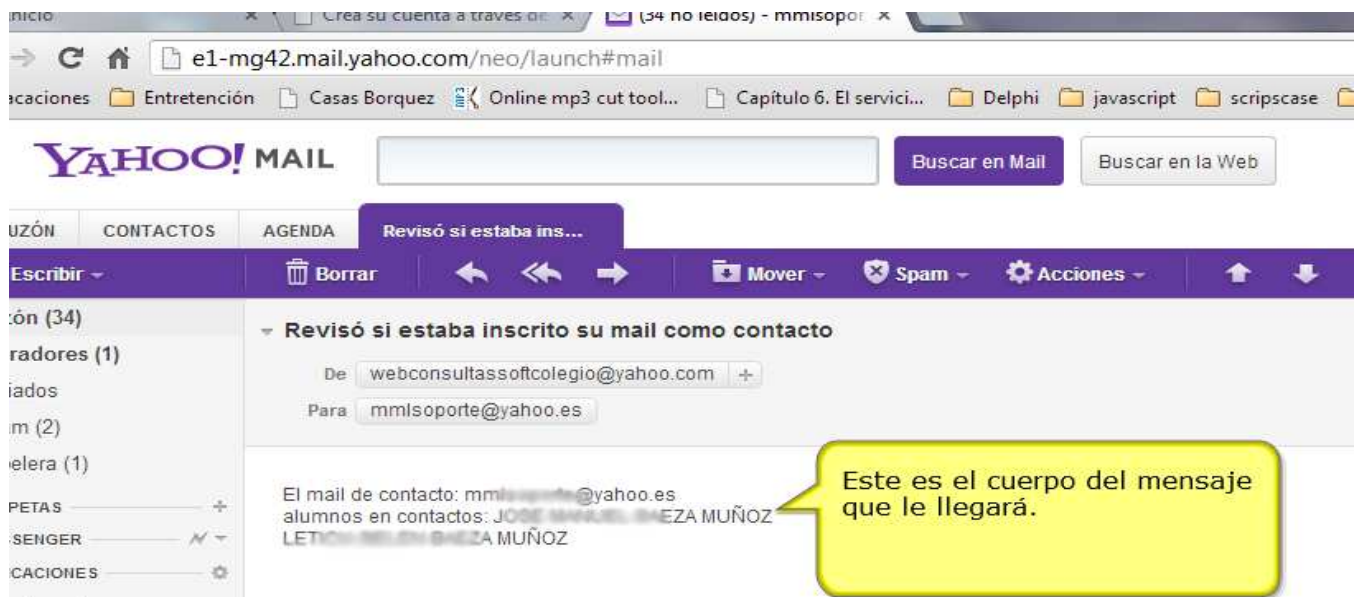 nicio Crea su cuenta a través de (34 no leídos) - mmlsopor
e1-mg42.mail.yahoo.com/neo/launch#mail
acaciones Entretención Casas Borquez Online mp3 cut tool... Capítulo 6. El servici... Delphi javascript scripscase
YAHOO! MAIL Buscar en Mail Buscar en la Web
UZÓN CONTACTOS AGENDA Revisó si estaba ins...
Escribir Borrar Mover Spam Acciones
ón (34)
radores (1)
iados
m (2)
elera (1)
PETAS
SENGER
CACIONES
Revisó si estaba inscrito su mail como contacto
De webconsultassoftcolegio@yahoo.com +
Para mmlsoporte@yahoo.es
El mail de contacto: mm @yahoo.es
alumnos en contactos: EZA MUÑOZ
A MUÑOZ
Este es el cuerpo del mensaje
que le llegará.